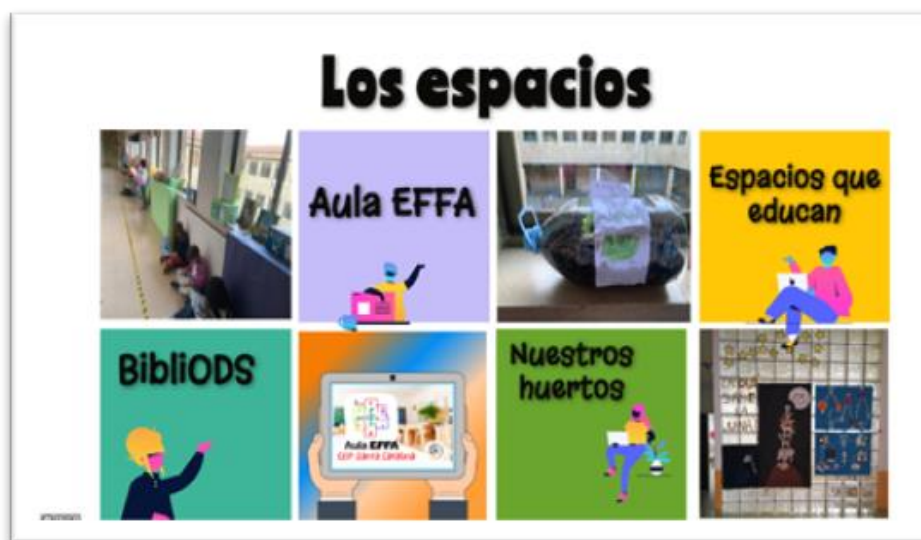 Los espacios
Aula EFFA
Espacios que
educan
BibliODS
Aula EFFA
Nuestros
huertos